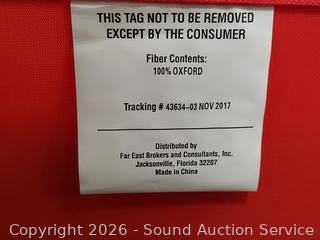 THIS TAG NOT TO BE REMOVED
EXCEPT BY THE CONSUMER
Fiber Contents:
100% OXFORD
Tracking # 43634-03 NOV 2017
Distributed by
Far East Brokers and Consultants, Inc.
Jacksonville, Florida 32207
Made in China
Copyright 2026 - Sound Auction Service